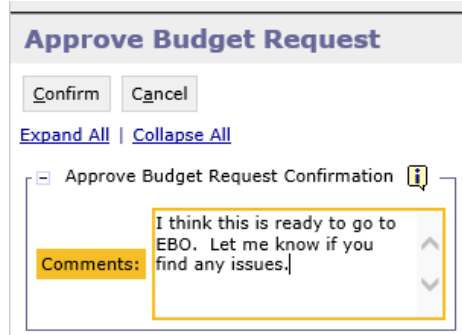 Approve Budget Request
Confirm Cancel
Expand All | Collapse All
Approve Budget Request Confirmation
Comments:
I think this is ready to go to
EBO.  Let me know if you
find any issues.